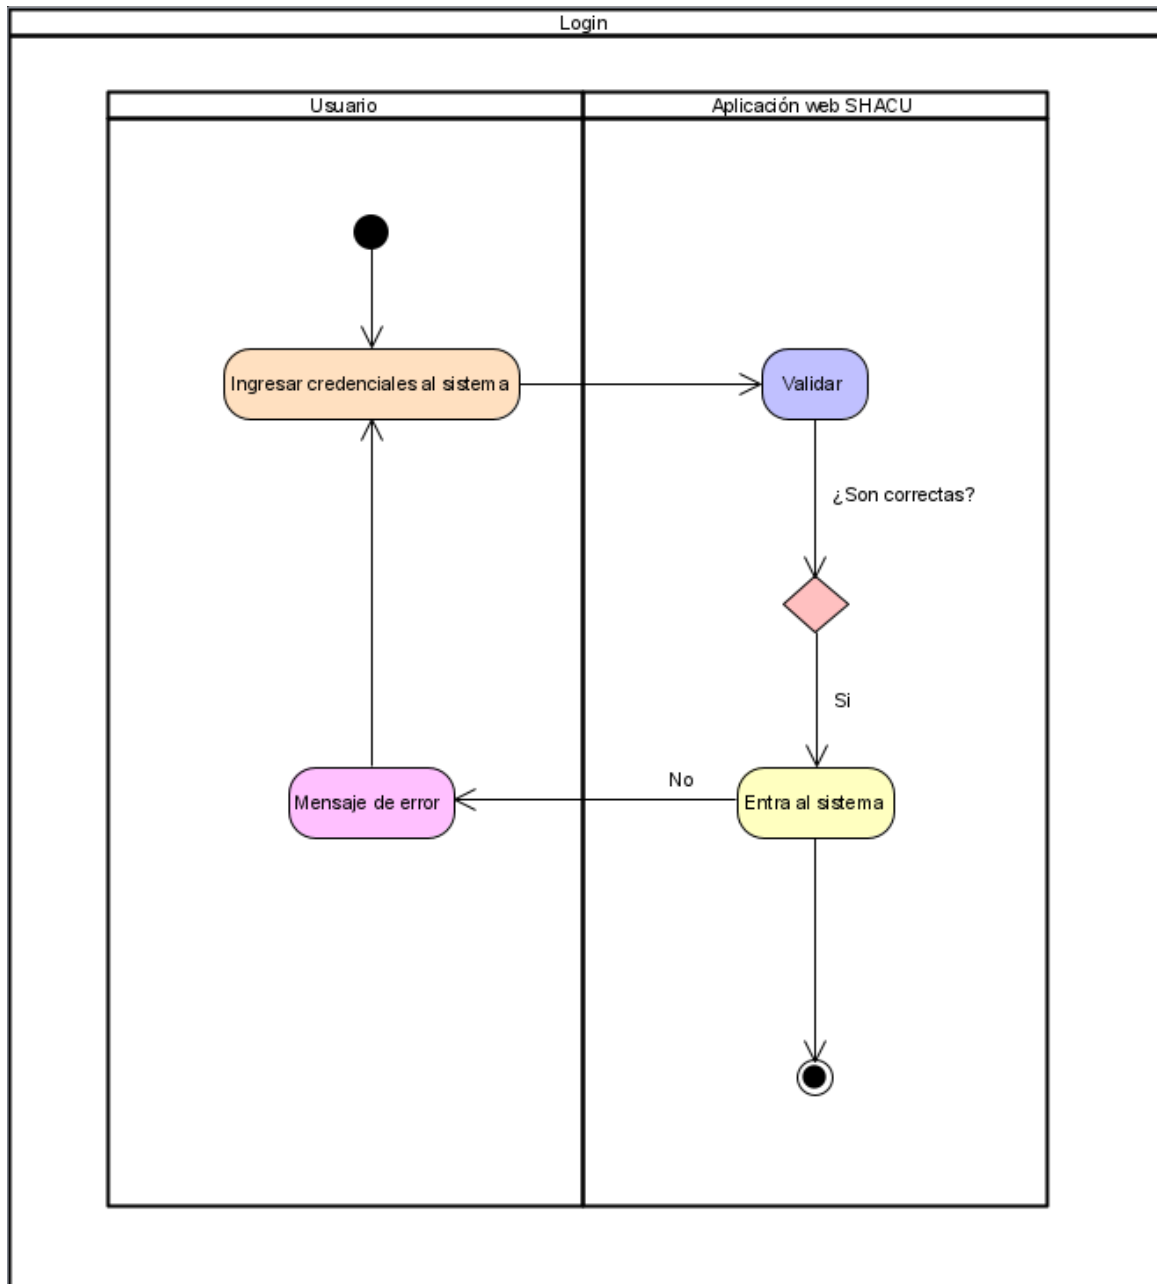 Login
Usuario
Aplicación web SHACU
Ingresar credenciales al sistema
Validar
¿Son correctas?
Si
No
Mensaje de error
Entra al sistema